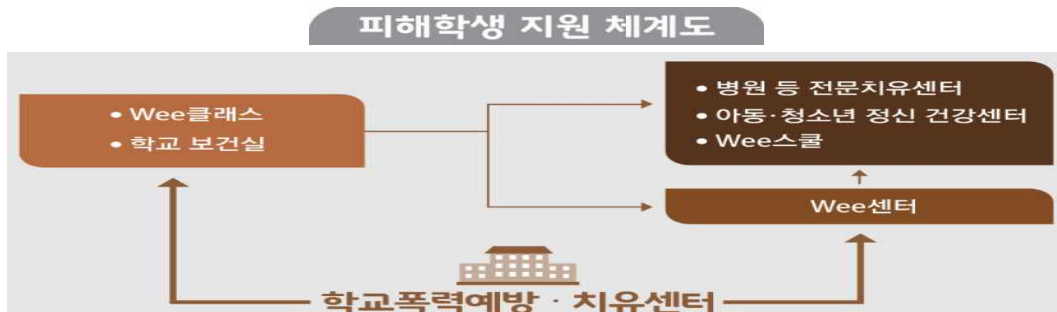 피해학생 지원 체계도
• Wee클래스
• 학교 보건실
• 병원 등 전문치유센터
• 아동·청소년 정신 건강센터
• Wee스쿨
Wee센터
학교폭력예방 · 치유센터